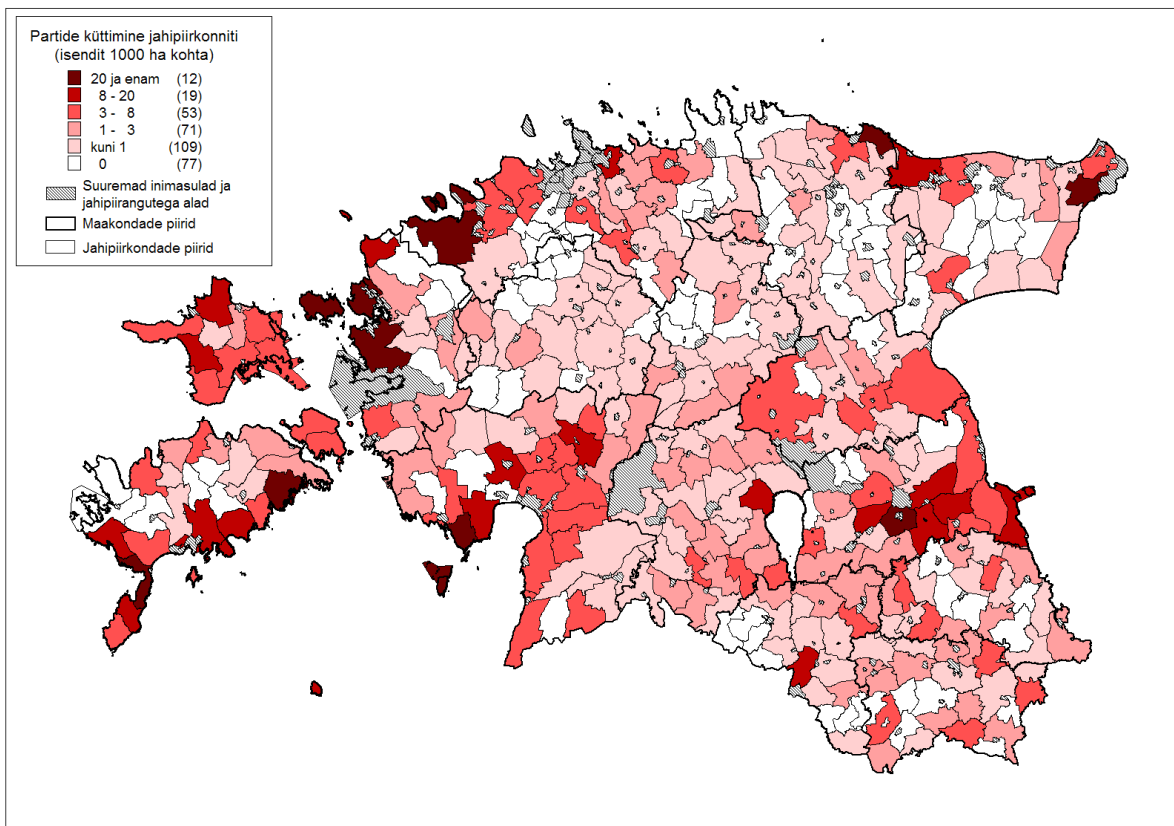 Partide küttimine jahipiirkonniti
(isendit 1000 ha kohta)
20 ja enam (12)
8 - 20 (19)
3 - 8 (53)
1 - 3 (71)
kuni 1 (109)
0 (77)
Suuremad inimasulad ja
jahipiirangutega alad
Maakondade piirid
Jahipiirkondade piirid